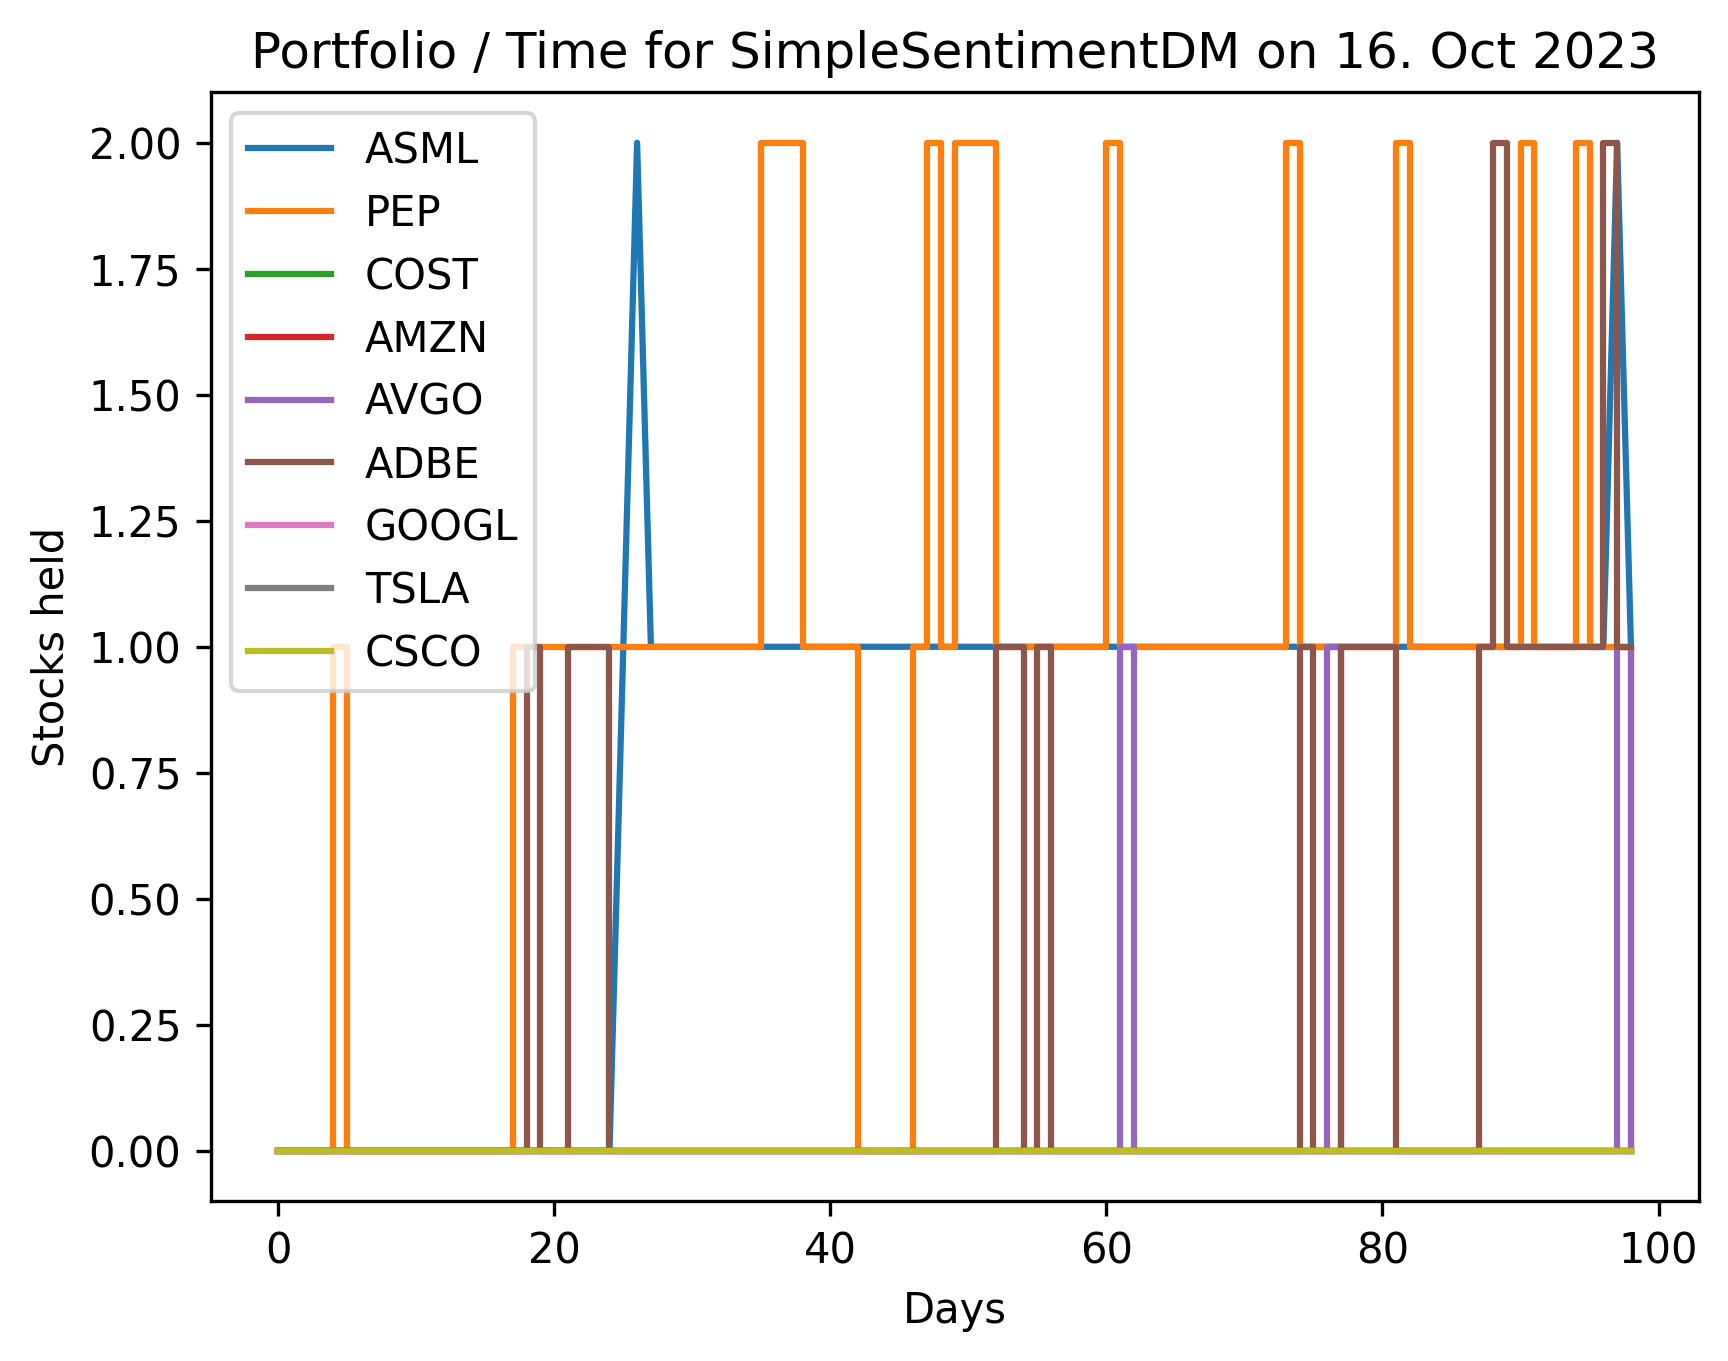 Portfolio / Time for SimpleSentimentDM on 16. Oct 2023
2.00
1.75
1.50
1.25
1.00
0.75
0.50
0.25
0.00
Stocks held
ASML
PEP
COST
AMZN
AVGO
ADBE
GOOGL
TSLA
CSCO
0 20 40 60 80 100
Days